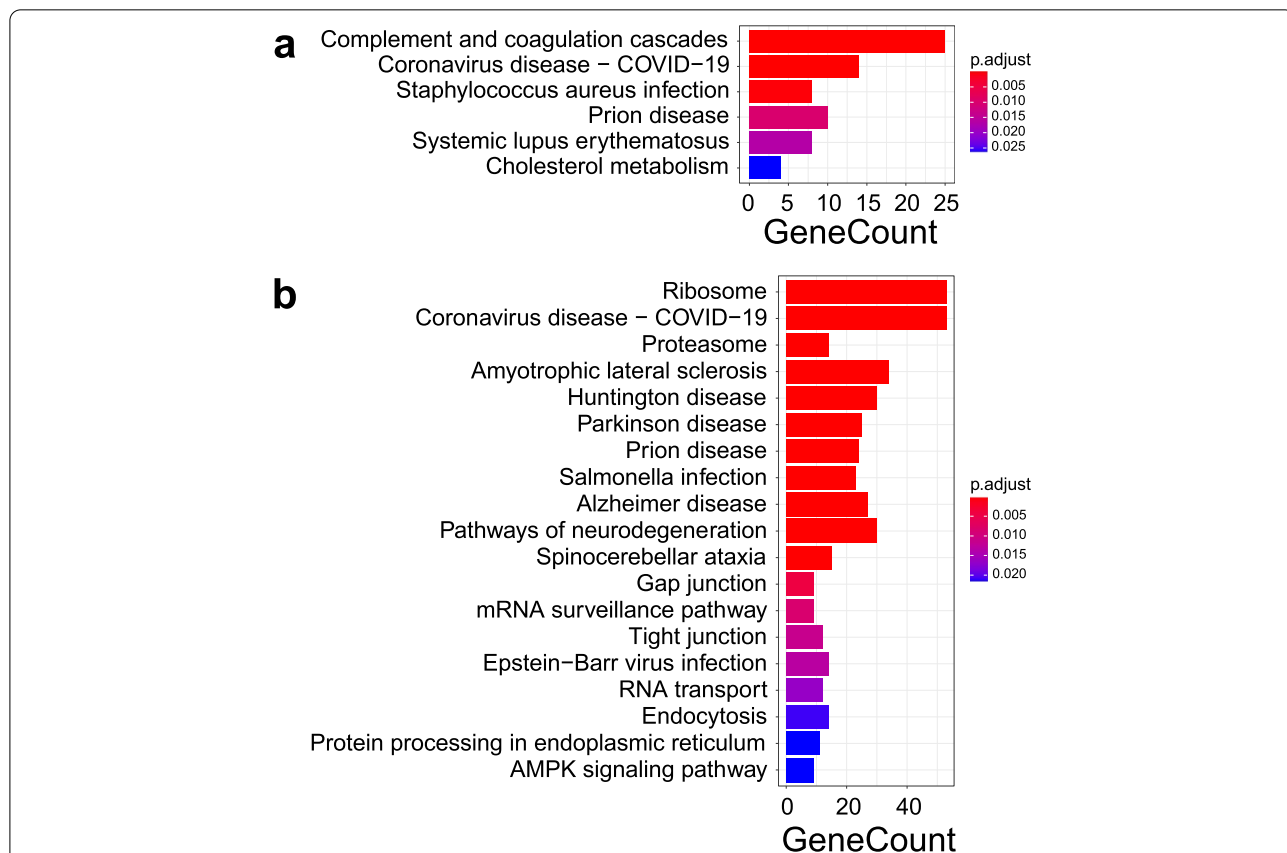 a
Complement and coagulation cascades
Coronavirus disease − COVID−19
Staphylococcus aureus infection
Prion disease
Systemic lupus erythematosus
Cholesterol metabolism
0 5 10 15 20 25
GeneCount
p.adjust
0.005
0.010
0.015
0.020
0.025
b
Ribosome
Coronavirus disease − COVID−19
Proteasome
Amyotrophic lateral sclerosis
Huntington disease
Parkinson disease
Prion disease
Salmonella infection
Alzheimer disease
Pathways of neurodegeneration
Spinocerebellar ataxia
Gap junction
mRNA surveillance pathway
Tight junction
Epstein−Barr virus infection
RNA transport
Endocytosis
Protein processing in endoplasmic reticulum
AMPK signaling pathway
0 20 40
GeneCount
p.adjust
0.005
0.010
0.015
0.020